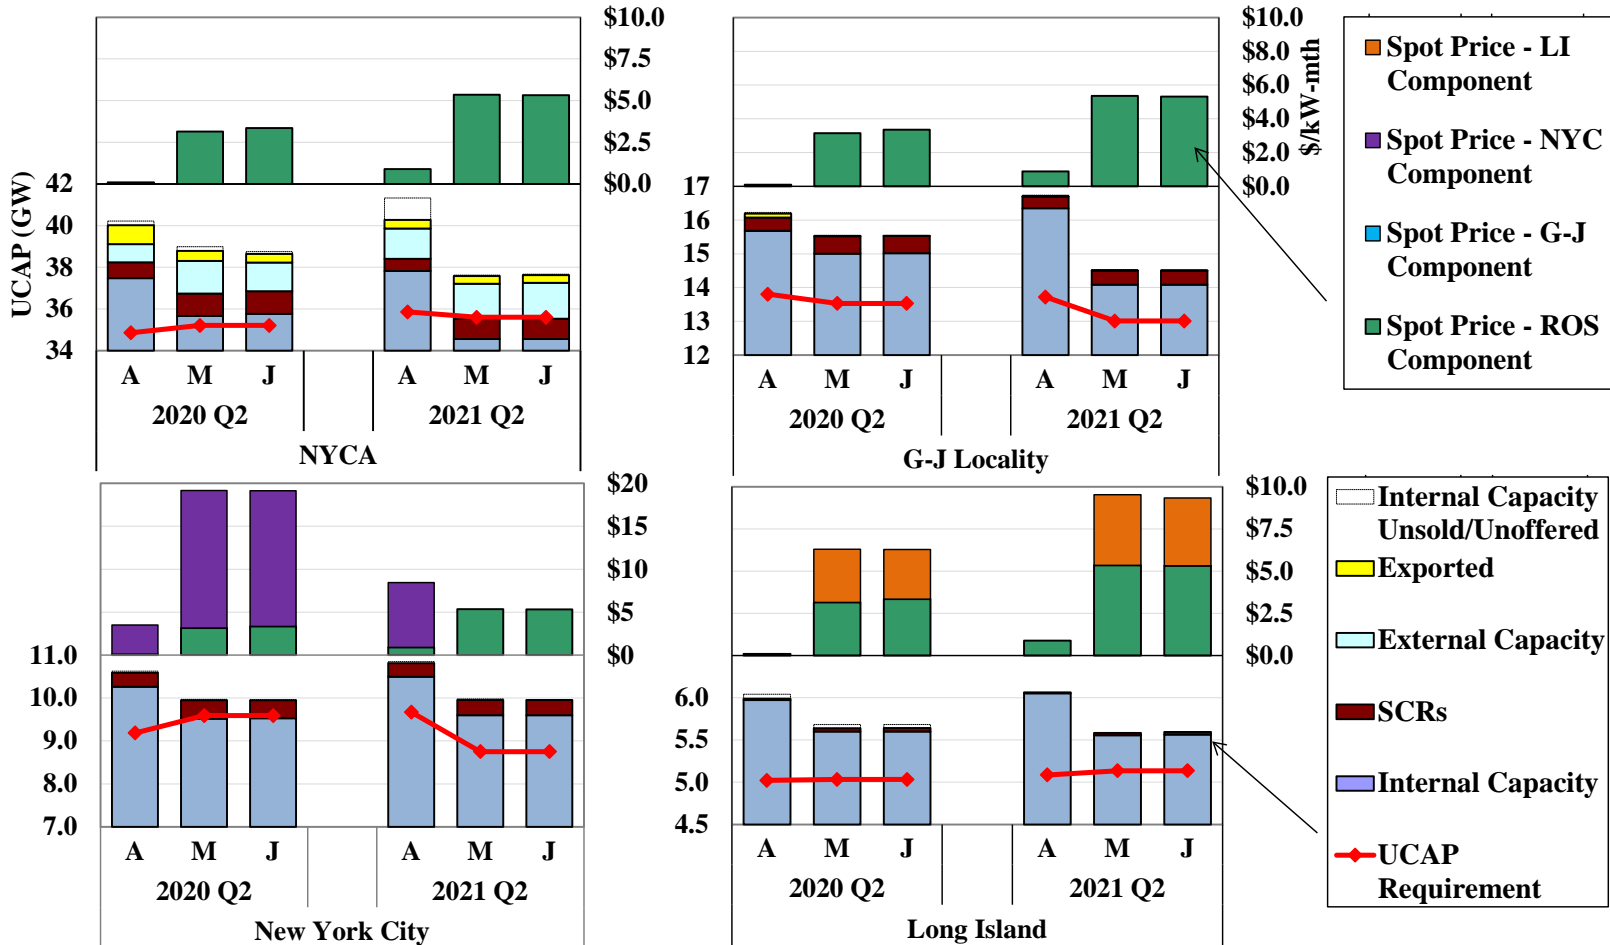 $10.0
$7.5
$5.0
$2.5
$0.0
UCAP (GW)
42
40
38
36
34
A M J A M J
2020 Q2 2021 Q2
NYCA
$10.0
$8.0
$6.0
$4.0
$2.0
$0.0
$/kW-mth
17
16
15
14
13
12
A M J A M J
2020 Q2 2021 Q2
G-J Locality
Spot Price - LI
Component
Spot Price - NYC
Component
Spot Price - G-J
Component
Spot Price - ROS
Component
$20
$15
$10
$5
$0
11.0
10.0
9.0
8.0
7.0
A M J A M J
2020 Q2 2021 Q2
New York City
$10.0
$7.5
$5.0
$2.5
$0.0
6.0
5.5
5.0
4.5
A M J A M J
2020 Q2 2021 Q2
Long Island
Internal Capacity
Unsold/Unoffered
Exported
External Capacity
SCRs
Internal Capacity
UCAP
Requirement